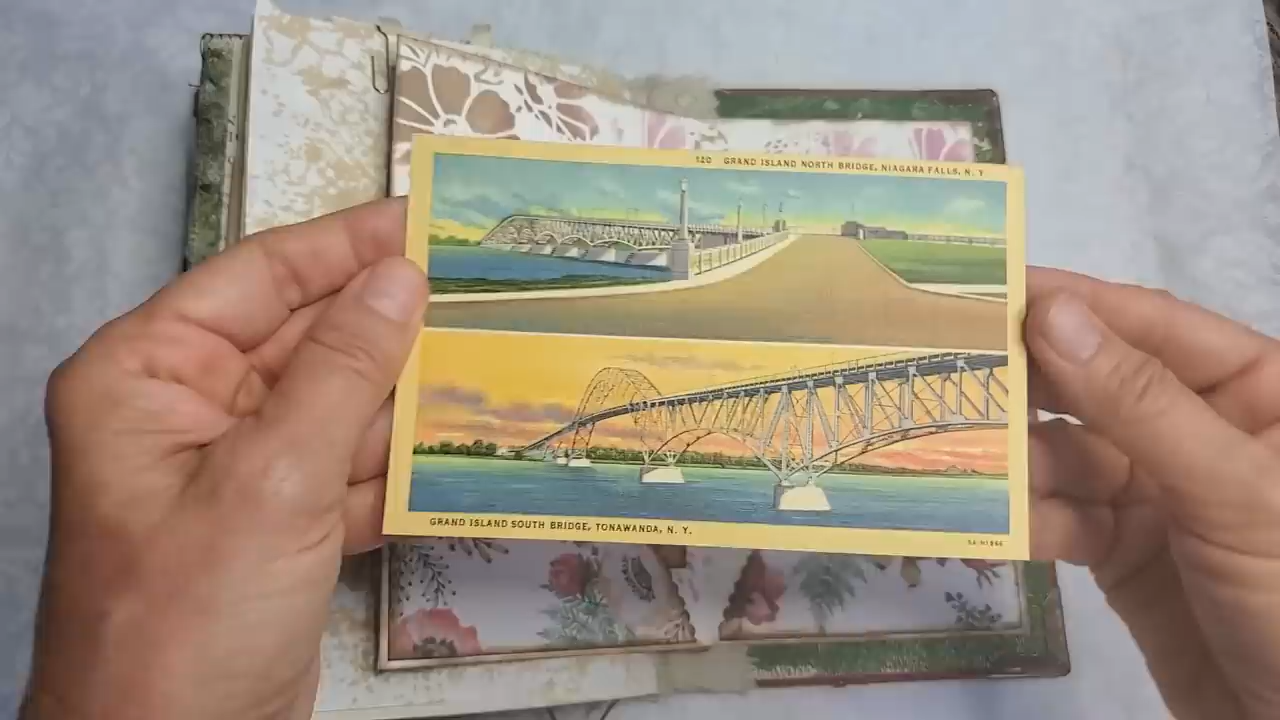 120 GRAND ISLAND NORTH BRIDGE, NIAGARA FALLS, N. Y
GRAND ISLAND SOUTH BRIDGE, TONAWANDA, N. Y.